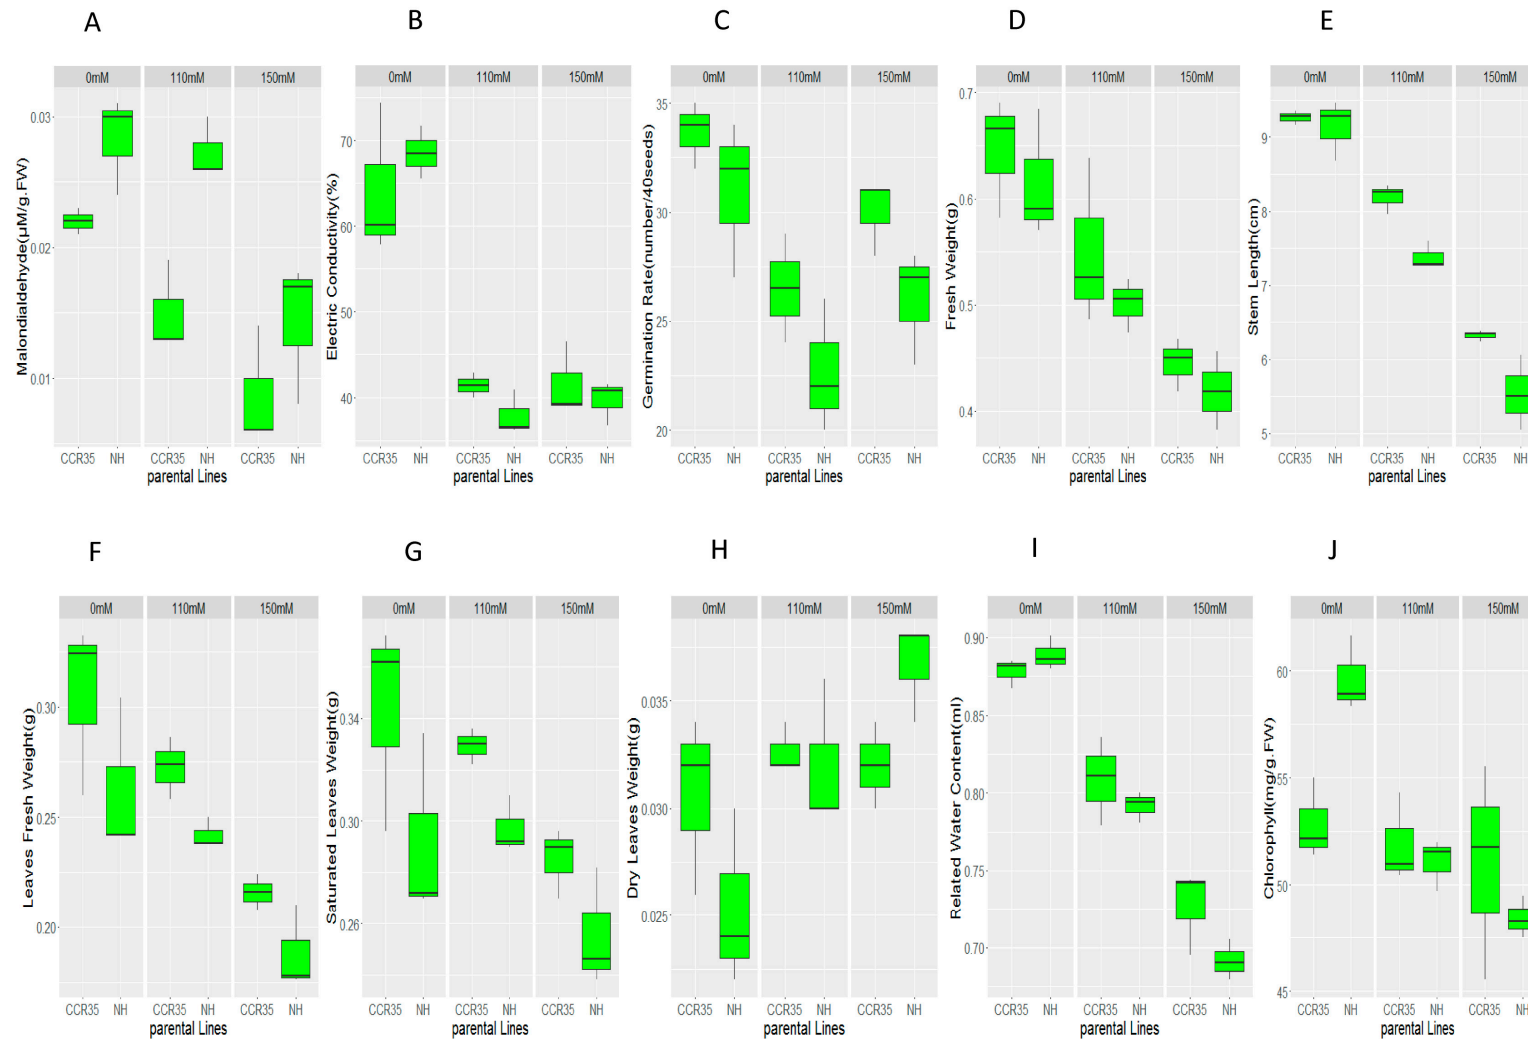 A
B
C
D
E
0mM 110mM 150mM
0mM 110mM 150mM
0mM 110mM 150mM
0mM 110mM 150mM
0mM 110mM 150mM
Malondialdehyde(µM/g.FW)
0.03
0.02
0.01
CCR35 NH CCR35 NH CCR35 NH
parental Lines
Electric Conductivity(%)
70
60
50
40
CCR35 NH CCR35 NH CCR35 NH
parental Lines
Germination Rate(number/40seeds)
35
30
25
20
CCR35 NH CCR35 NH CCR35 NH
parental Lines
Fresh Weight(g)
0.7
0.6
0.5
0.4
CCR35 NH CCR35 NH CCR35 NH
parental Lines
Stem Length(cm)
9
8
7
6
5
CCR35 NH CCR35 NH CCR35 NH
parental Lines
F
G
H
I
J
0mM 110mM 150mM
0mM 110mM 150mM
0mM 110mM 150mM
0mM 110mM 150mM
0mM 110mM 150mM
Leaves Fresh Weight(g)
0.30
0.25
0.20
CCR35 NH CCR35 NH CCR35 NH
parental Lines
Saturated Leaves Weight(g)
0.34
0.30
0.26
CCR35 NH CCR35 NH CCR35 NH
parental Lines
Dry Leaves Weight(g)
0.035
0.030
0.025
CCR35 NH CCR35 NH CCR35 NH
parental Lines
Related Water Content(ml)
0.90
0.85
0.80
0.75
0.70
CCR35 NH CCR35 NH CCR35 NH
parental Lines
Chlorophyll(mg/g.FW)
60
55
50
45
CCR35 NH CCR35 NH CCR35 NH
parental Lines